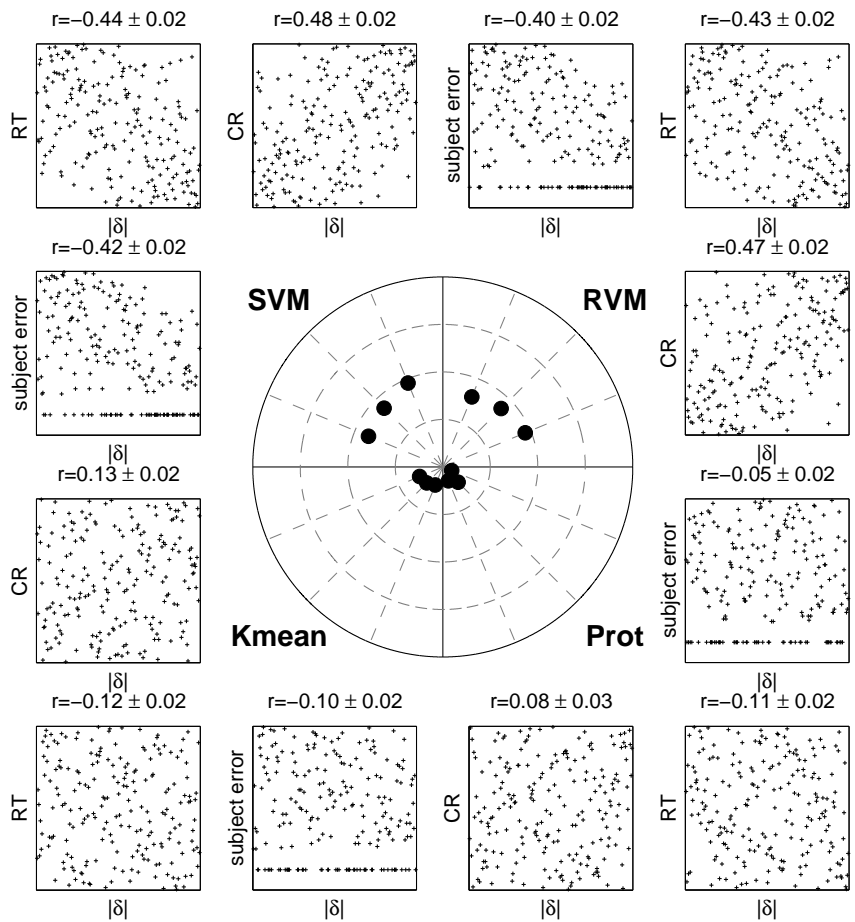 r=−0.44 ± 0.02
r=0.48 ± 0.02
r=−0.40 ± 0.02
r=−0.43 ± 0.02
RT
CR
subject error
RT
|δ|
|δ|
|δ|
|δ|
r=−0.42 ± 0.02
r=0.47 ± 0.02
subject error
SVM
RVM
CR
|δ|
|δ|
r=0.13 ± 0.02
r=−0.05 ± 0.02
CR
Kmean
Prot
subject error
|δ|
|δ|
r=−0.12 ± 0.02
r=−0.10 ± 0.02
r=0.08 ± 0.03
r=−0.11 ± 0.02
RT
subject error
CR
RT
|δ|
|δ|
|δ|
|δ|